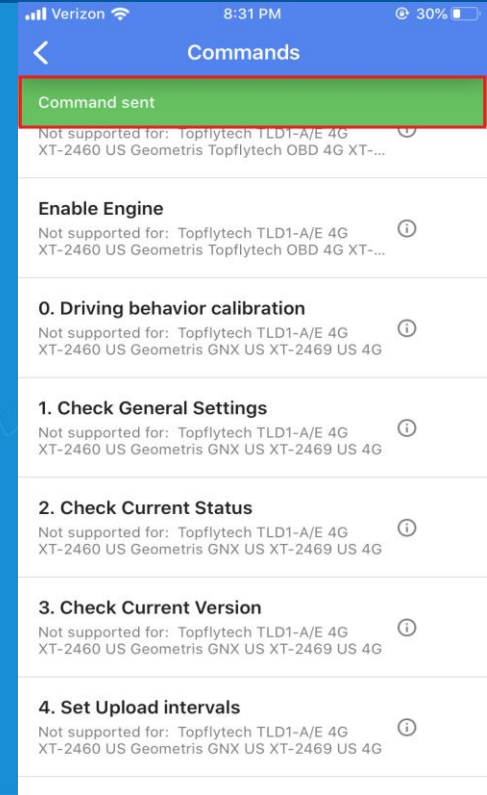 Verizon 8:31 PM 30%
Commands
Command sent
Not supported for: Topflytech TLD1-A/E 4G
XT-2460 US Geometris Topflytech OBD 4G XT-...
Enable Engine
Not supported for: Topflytech TLD1-A/E 4G
XT-2460 US Geometris Topflytech OBD 4G XT-...
0. Driving behavior calibration
Not supported for: Topflytech TLD1-A/E 4G
XT-2460 US Geometris GNX US XT-2469 US 4G
1. Check General Settings
Not supported for: Topflytech TLD1-A/E 4G
XT-2460 US Geometris GNX US XT-2469 US 4G
2. Check Current Status
Not supported for: Topflytech TLD1-A/E 4G
XT-2460 US Geometris GNX US XT-2469 US 4G
3. Check Current Version
Not supported for: Topflytech TLD1-A/E 4G
XT-2460 US Geometris GNX US XT-2469 US 4G
4. Set Upload intervals
Not supported for: Topflytech TLD1-A/E 4G
XT-2460 US Geometris GNX US XT-2469 US 4G